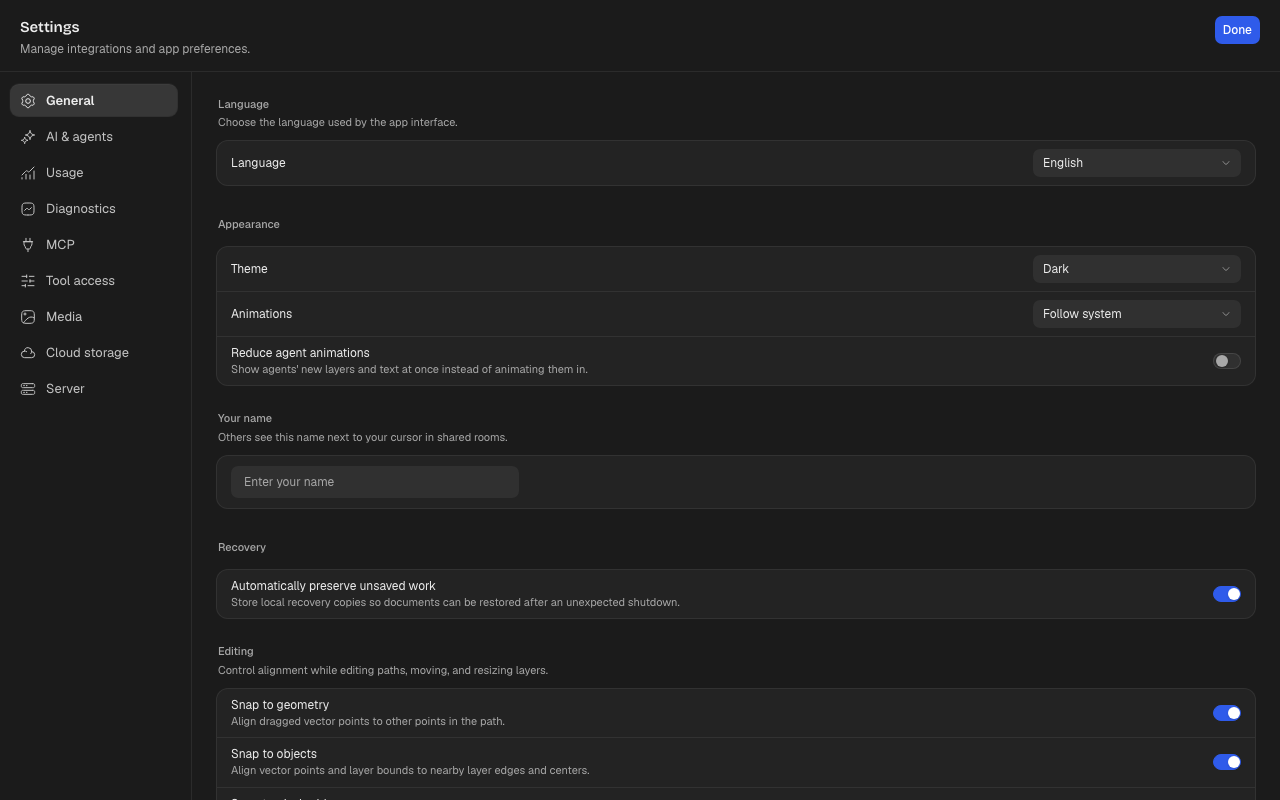 Settings
Manage integrations and app preferences.
Done
General
AI & agents
Usage
Diagnostics
MCP
Tool access
Media
Cloud storage
Server
Language
Choose the language used by the app interface.
Language
English
Appearance
Theme
Dark
Animations
Follow system
Reduce agent animations
Show agents' new layers and text at once instead of animating them in.
Your name
Others see this name next to your cursor in shared rooms.
Enter your name
Recovery
Automatically preserve unsaved work
Store local recovery copies so documents can be restored after an unexpected shutdown.
Editing
Control alignment while editing paths, moving, and resizing layers.
Snap to geometry
Align dragged vector points to other points in the path.
Snap to objects
Align vector points and layer bounds to nearby layer edges and centers.